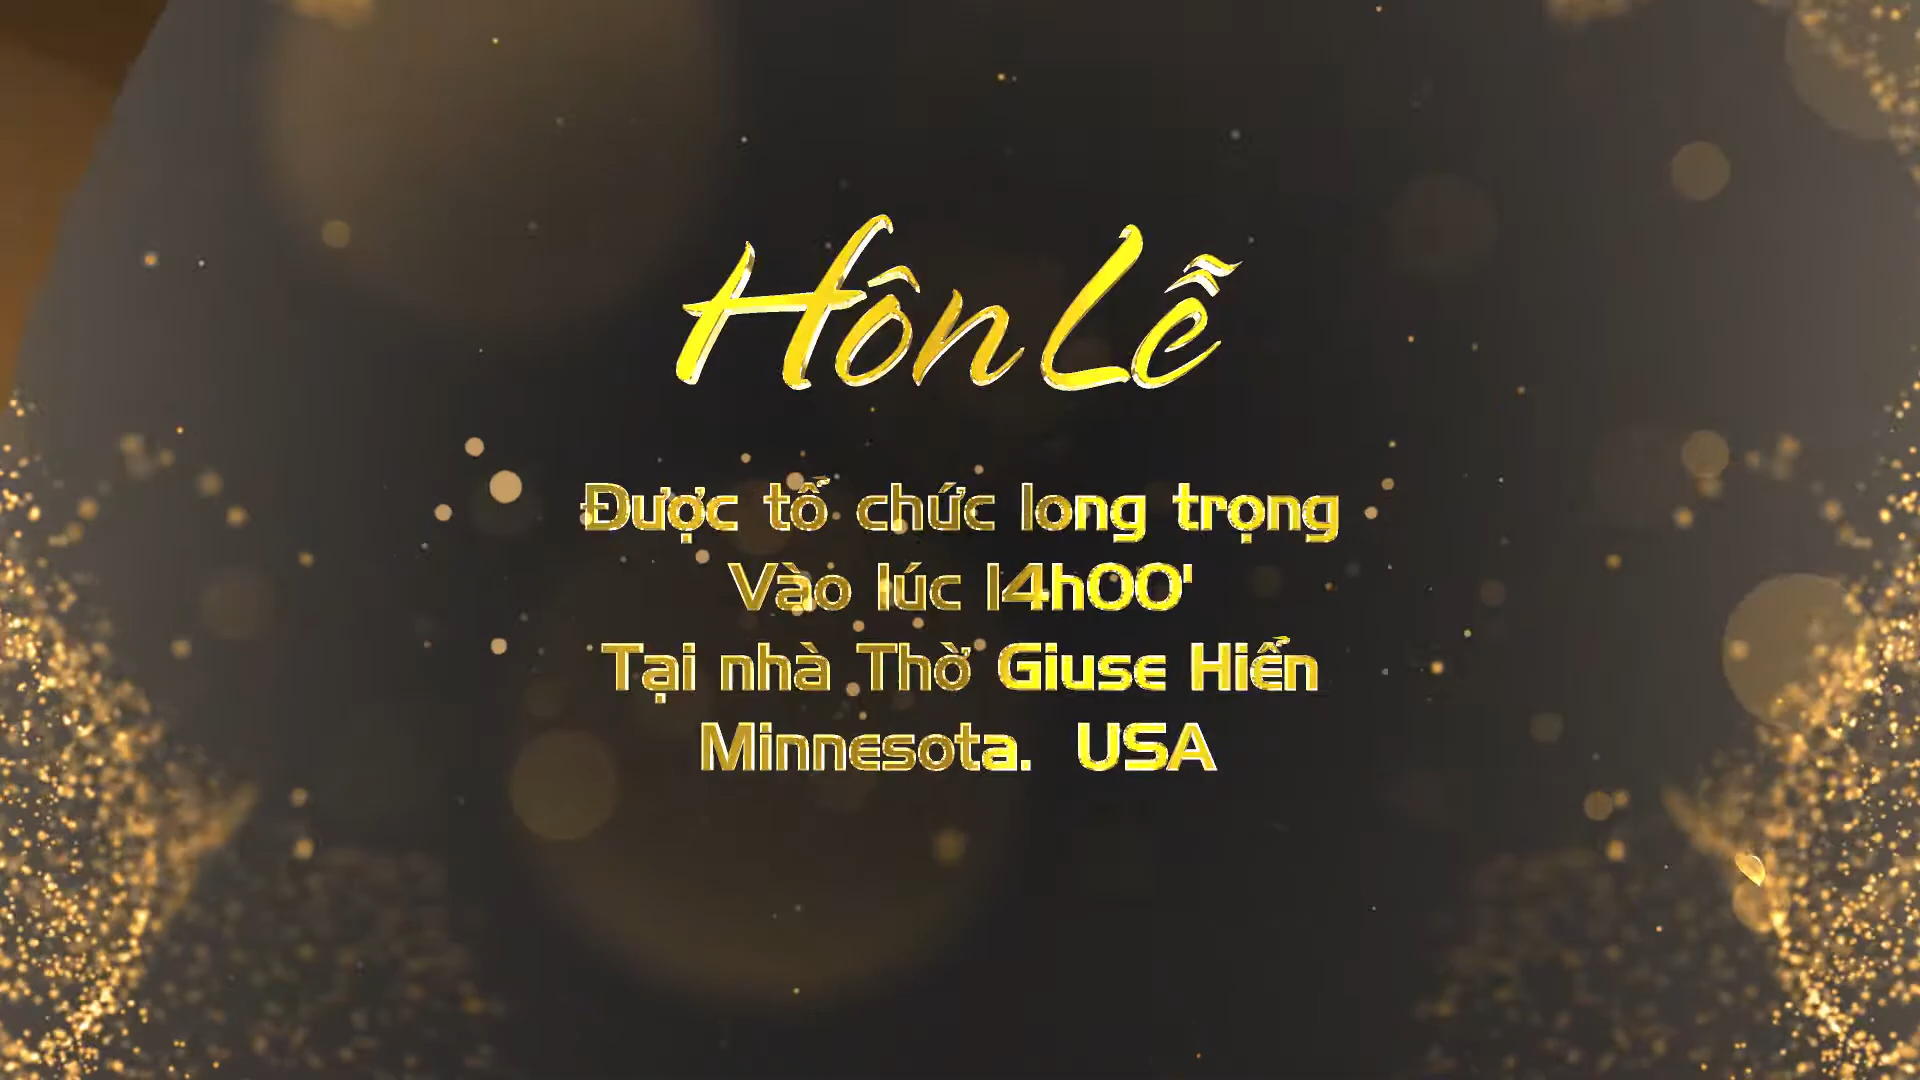 Hôn Lễ
Được tổ chức long trọng
Vào lúc 14h00'
Tại nhà Thờ Giuse Hiển
Minnesota. USA